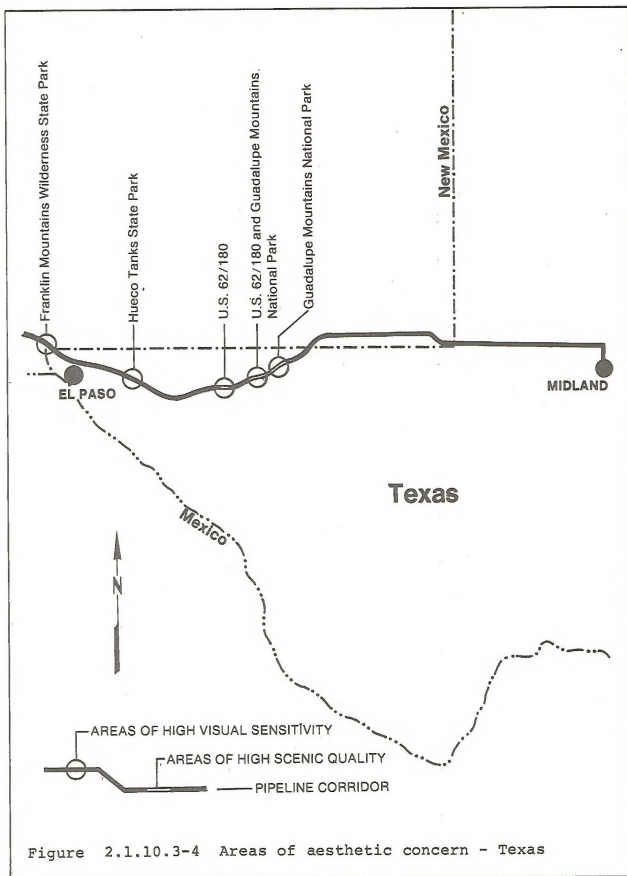 Franklin Mountains Wilderness State Park
Hueco Tanks State Park
U.S. 62/180
U.S. 62/180 and Guadalupe Mountains.
National Park
Guadalupe Mountains National Park
New Mexico
EL PASO
MIDLAND
Texas
Mexico
N
AREAS OF HIGH VISUAL SENSITIVITY
AREAS OF HIGH SCENIC QUALITY
PIPELINE CORRIDOR
Figure 2.1.10.3-4 Areas of aesthetic concern - Texas